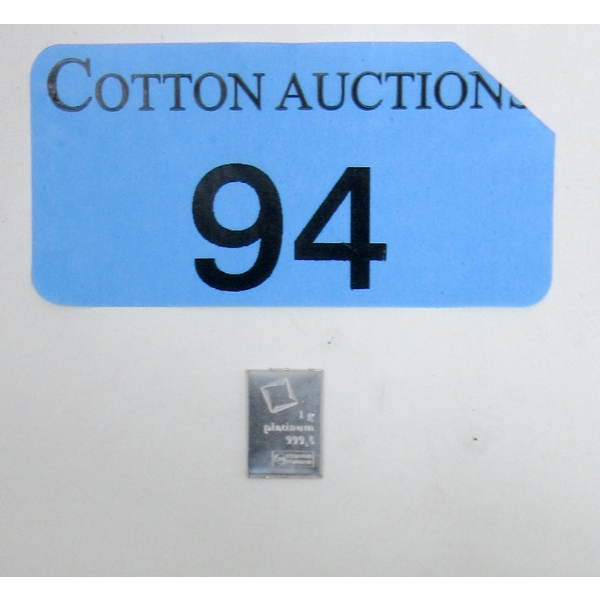 COTTON AUCTIONS
94
1 g
platinum
999,5